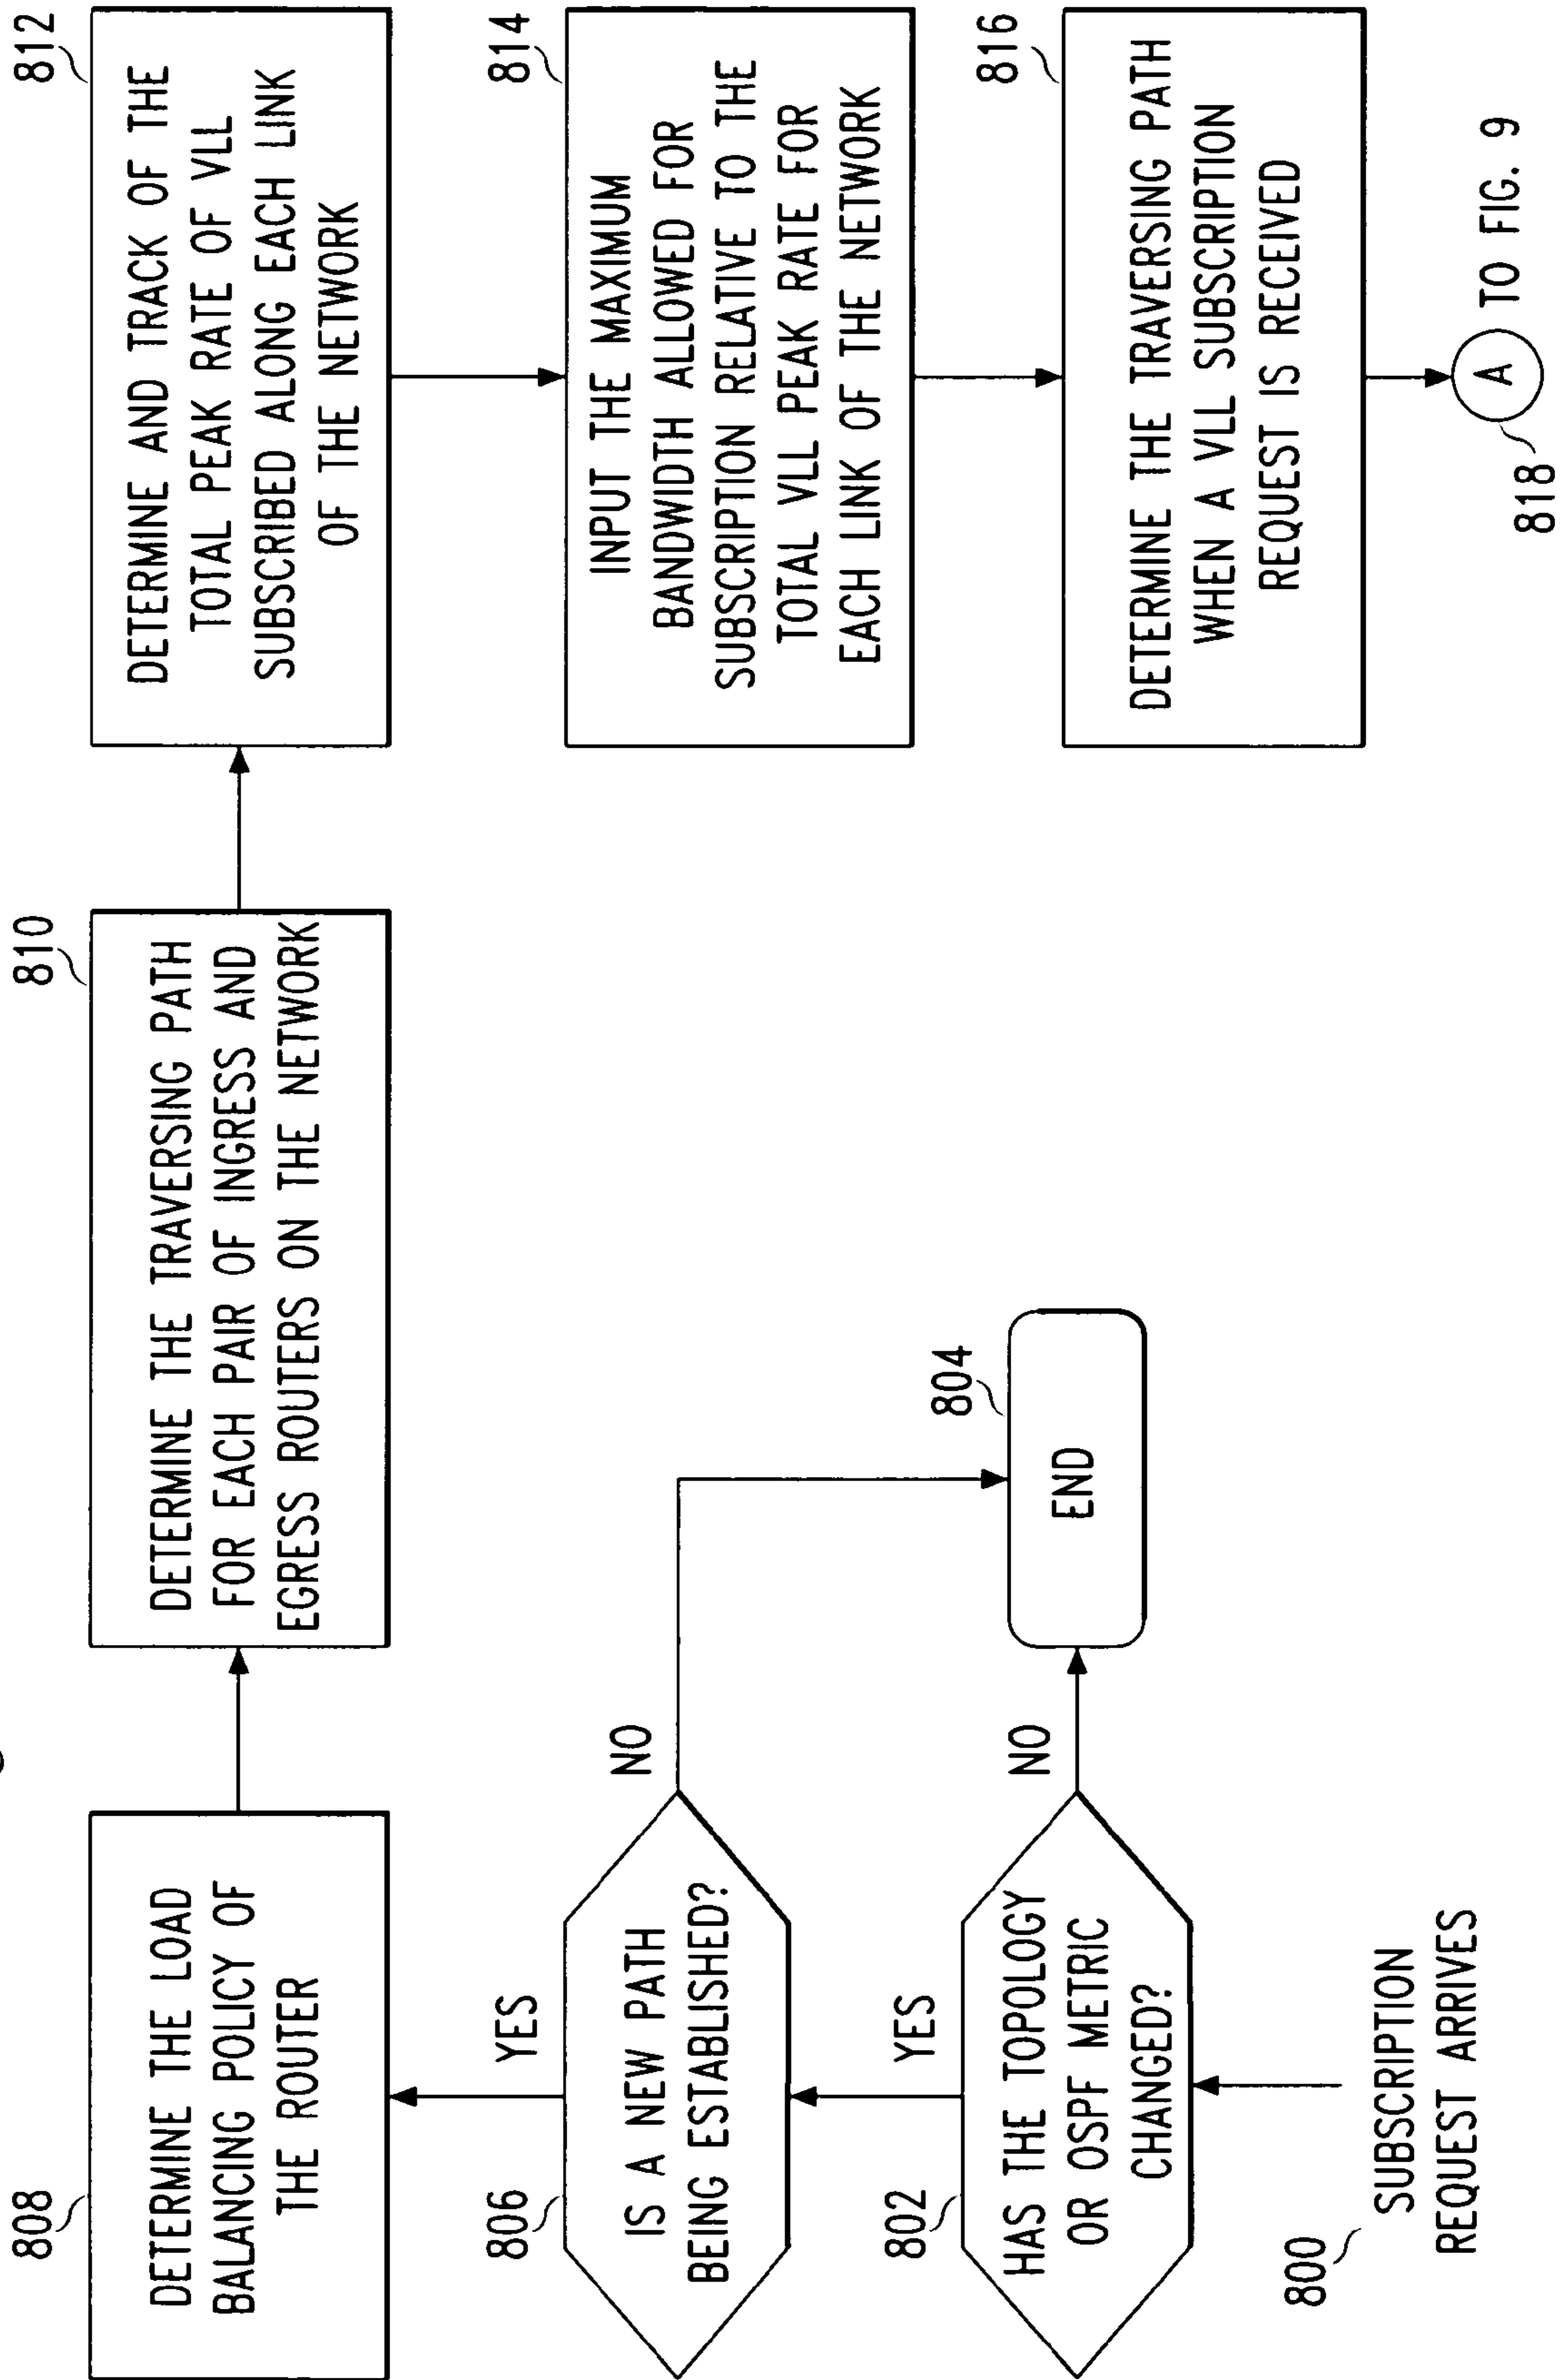 808
DETERMINE THE LOAD
BALANCING POLICY OF
THE ROUTER
810
DETERMINE THE TRAVERSING PATH
FOR EACH PAIR OF INGRESS AND
EGRESS ROUTERS ON THE NETWORK
812
DETERMINE AND TRACK OF THE
TOTAL PEAK RATE OF VLL
SUBSCRIBED ALONG EACH LINK
OF THE NETWORK
YES
806
IS A NEW PATH
BEING ESTABLISHED?
NO
814
INPUT THE MAXIMUM
BANDWIDTH ALLOWED FOR
SUBSCRIPTION RELATIVE TO THE
TOTAL VLL PEAK RATE FOR
EACH LINK OF THE NETWORK
YES
802
HAS THE TOPOLOGY
OR OSPF METRIC
CHANGED?
NO
804
END
816
DETERMINE THE TRAVERSING PATH
WHEN A VLL SUBSCRIPTION
REQUEST IS RECEIVED
800
SUBSCRIPTION
REQUEST ARRIVES
818
A TO FIG. 9